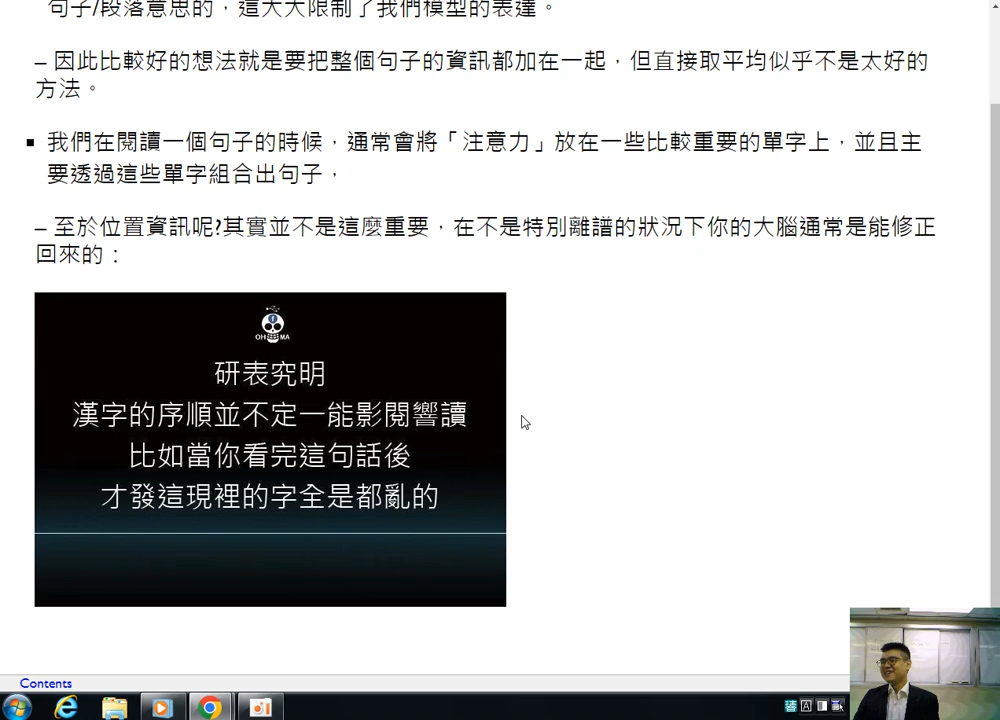 句子/段落意思的，這大大限制了我們模型的表達。
– 因此比較好的想法就是要把整個句子的資訊都加在一起，但直接取平均似乎不是太好的
方法。
▪ 我們在閱讀一個句子的時候，通常會將「注意力」放在一些比較重要的單字上，並且主
要透過這些單字組合出句子，
– 至於位置資訊呢?其實並不是這麼重要，在不是特別離譜的狀況下你的大腦通常是能修正
回來的：
OH MA
研表究明
漢字的序順並不定一能影閱響讀
比如當你看完這句話後
才發這現裡的字全是都亂的
Contents